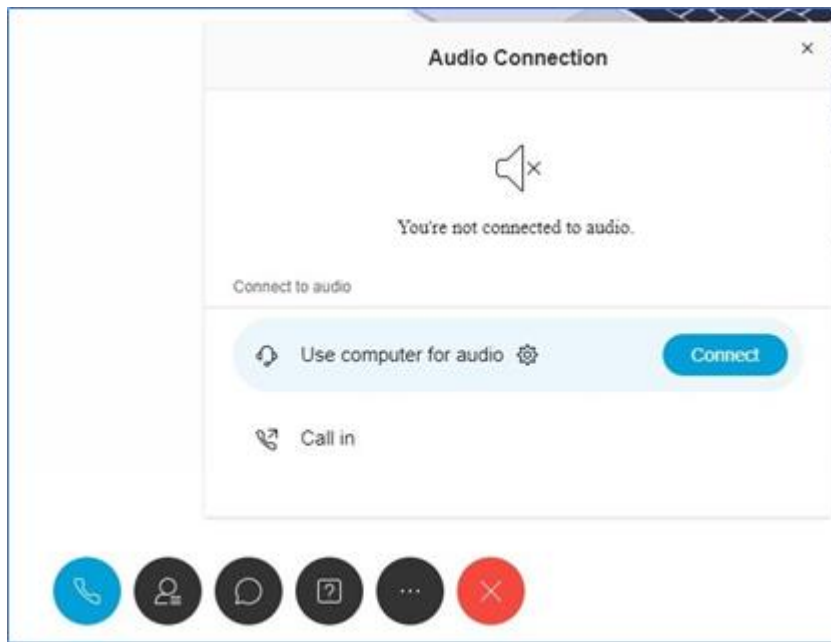 Audio Connection
You're not connected to audio.
Connect to audio
Use computer for audio
Connect
Call in